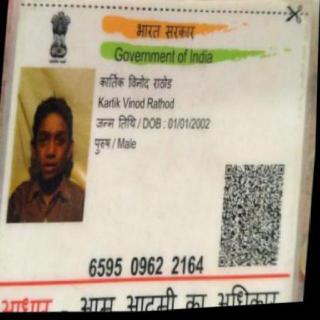 भारत सरकार
Government of India
कार्तिक विनोद राठोड
Kartik Vinod Rathod
जन्म तिथि / DOB : 01/01/2002
पुरुष / Male
6595 0962 2164
आधार - आम आदमी का अधिकार